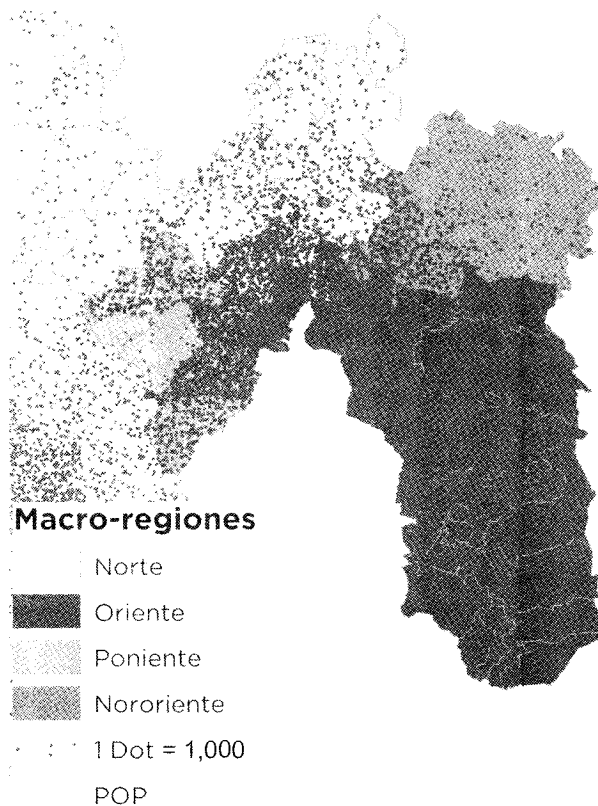 Macro-regiones
Norte
Oriente
Poniente
Nororiente
1 Dot = 1,000
POP